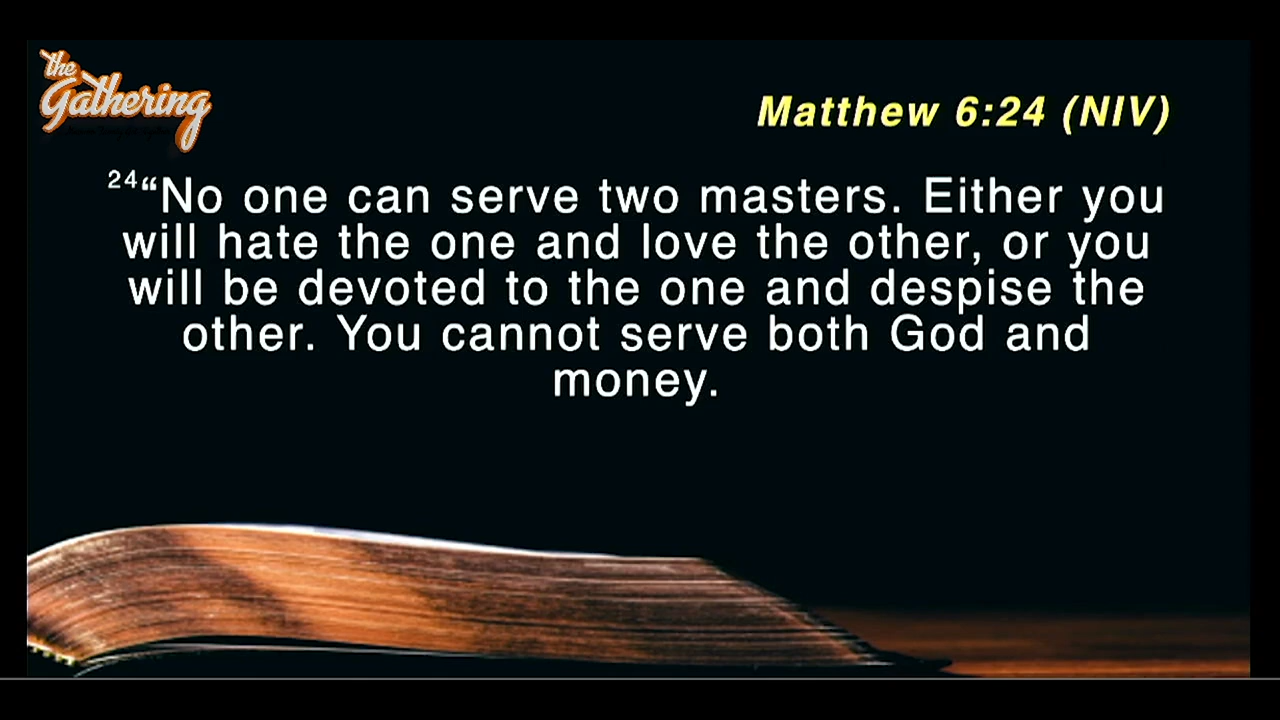 the
Gathering
Matthew 6:24 (NIV)
24“No one can serve two masters. Either you
will hate the one and love the other, or you
will be devoted to the one and despise the
other. You cannot serve both God and
money.